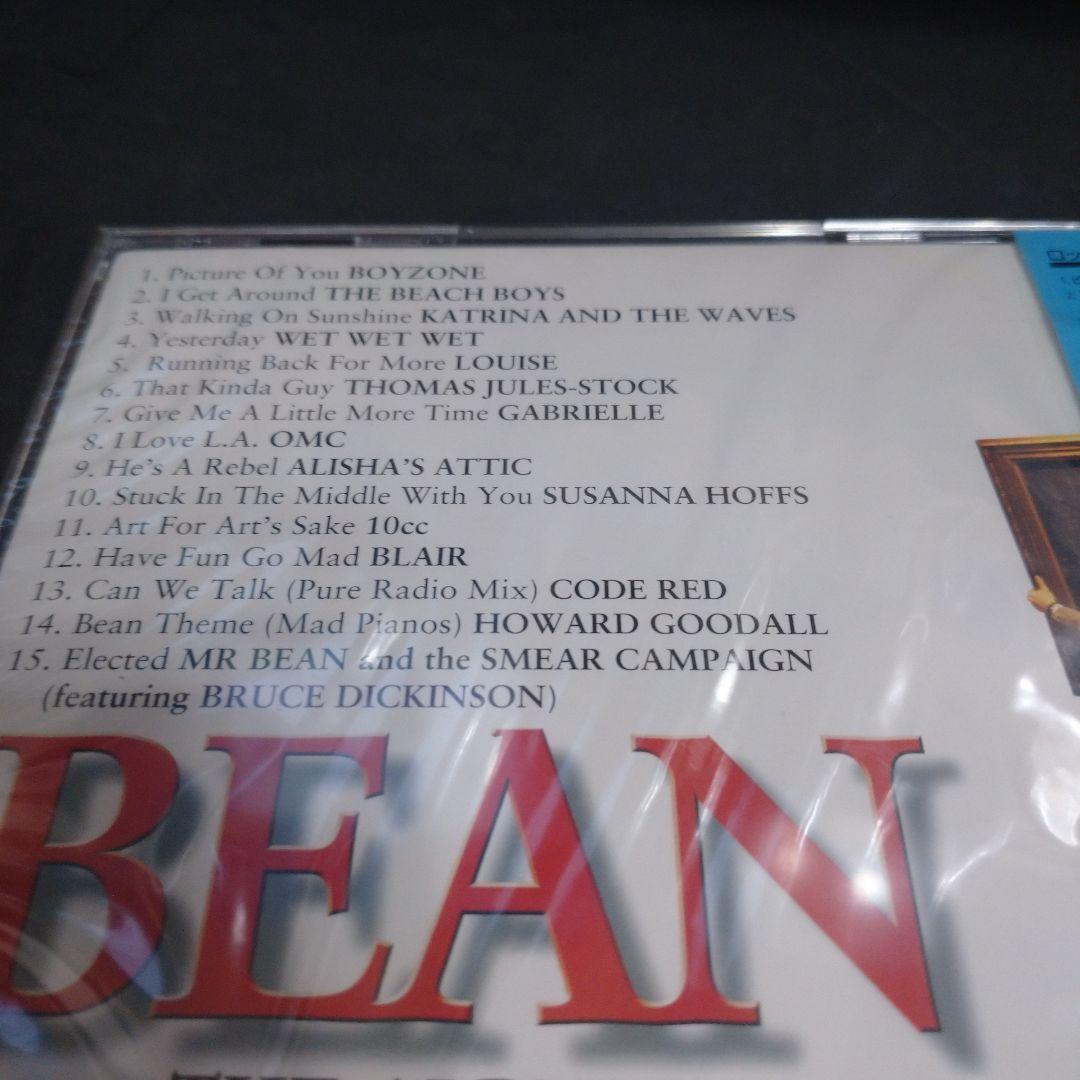 1. Picture Of You BOYZONE
2. I Get Around THE BEACH BOYS
3. Walking On Sunshine KATRINA AND THE WAVES
4. Yesterday WET WET WET
5. Running Back For More LOUISE
6. That Kinda Guy THOMAS JULES-STOCK
7. Give Me A Little More Time GABRIELLE
8. I Love L.A. OMC
9. He's A Rebel ALISHA'S ATTIC
10. Stuck In The Middle With You SUSANNA HOFFS
11. Art For Art's Sake 10cc
12. Have Fun Go Mad BLAIR
13. Can We Talk (Pure Radio Mix) CODE RED
14. Bean Theme (Mad Pianos) HOWARD GOODALL
15. Elected MR BEAN and the SMEAR CAMPAIGN
(featuring BRUCE DICKINSON)
BEAN